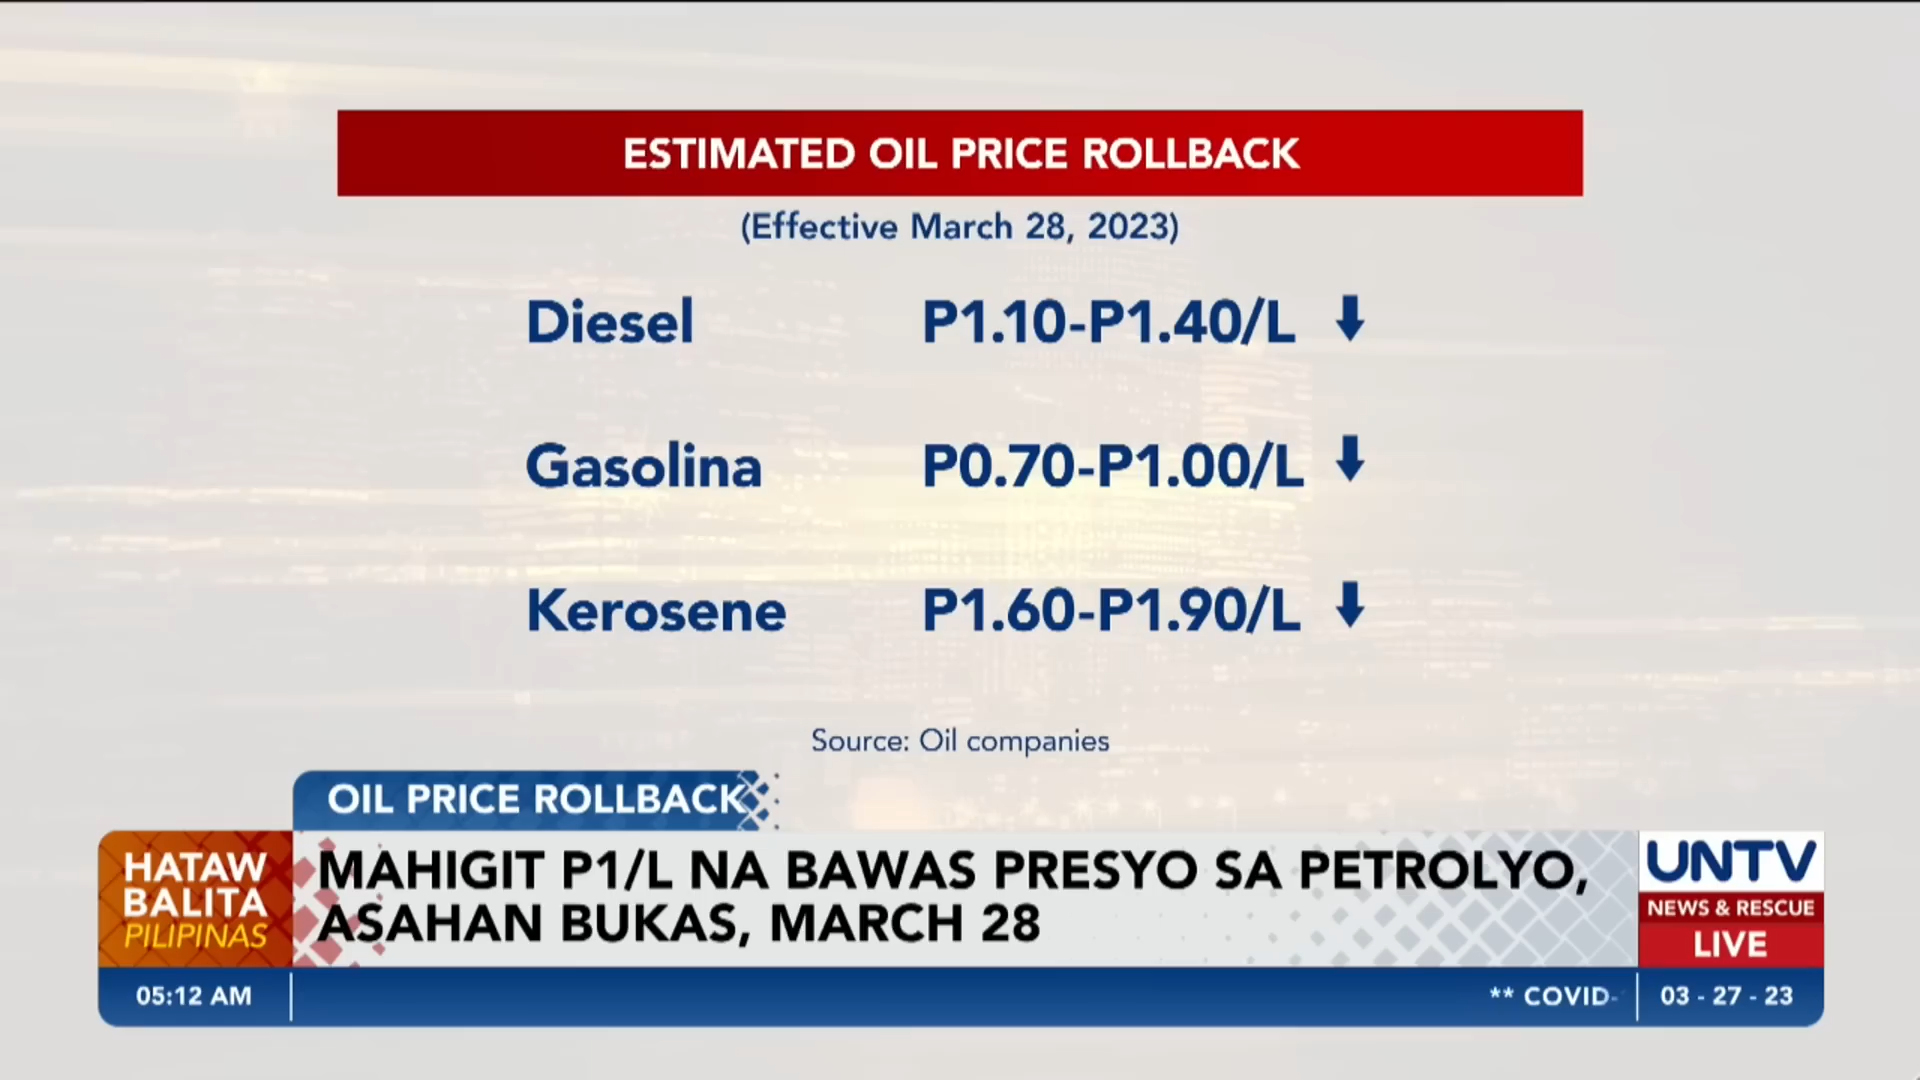 ESTIMATED OIL PRICE ROLLBACK
(Effective March 28, 2023)
Diesel P1.10-P1.40/L
Gasolina P0.70-P1.00/L
Kerosene P1.60-P1.90/L
Source: Oil companies
OIL PRICE ROLLBACK
HATAW
BALITA
PILIPINAS
MAHIGIT P1/L NA BAWAS PRESYO SA PETROLYO,
ASAHAN BUKAS, MARCH 28
UNTV
NEWS & RESCUE
LIVE
05:12 AM
** COVID-
03 - 27 - 23